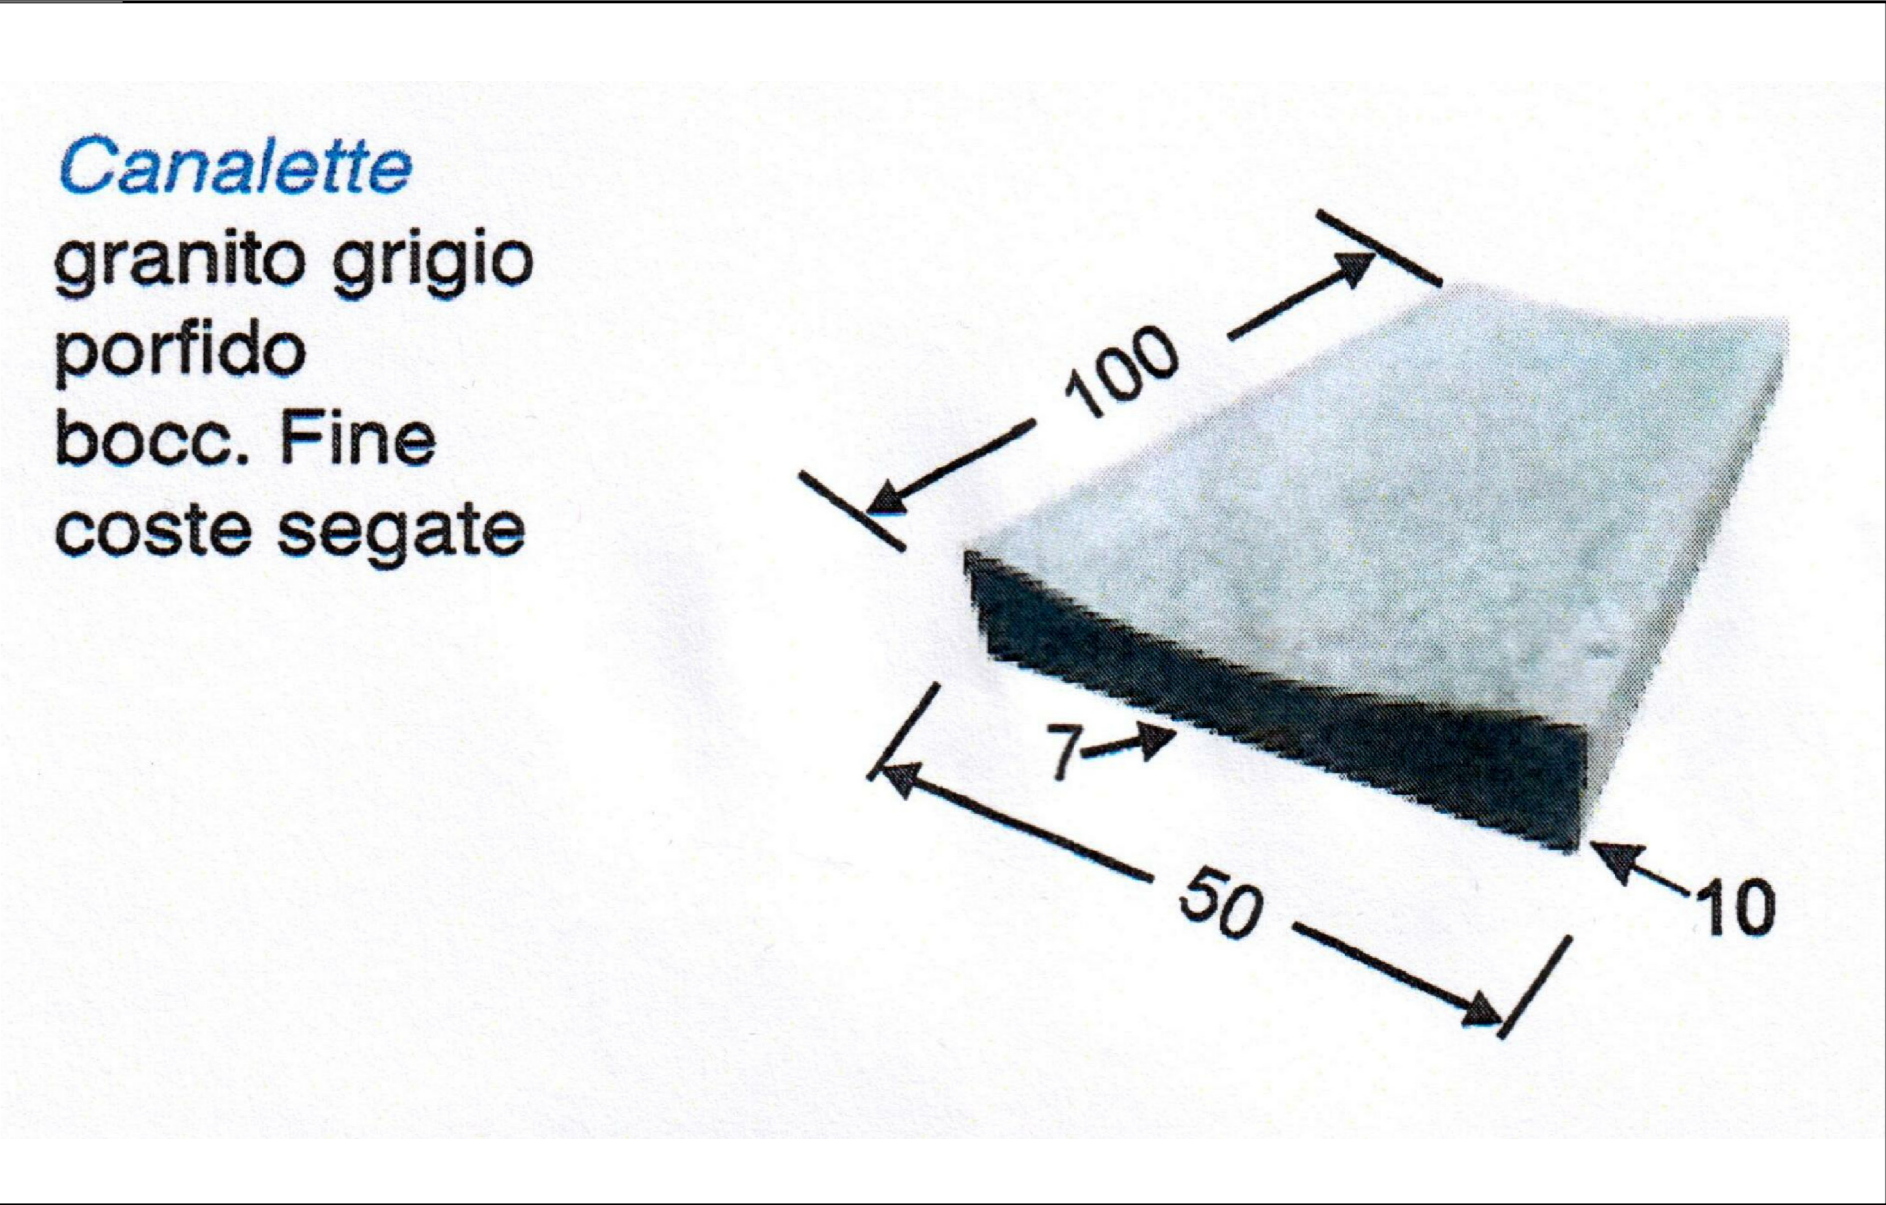 Canalette
granito grigio
porfido
bocc. Fine
coste segate
100
7
50
10